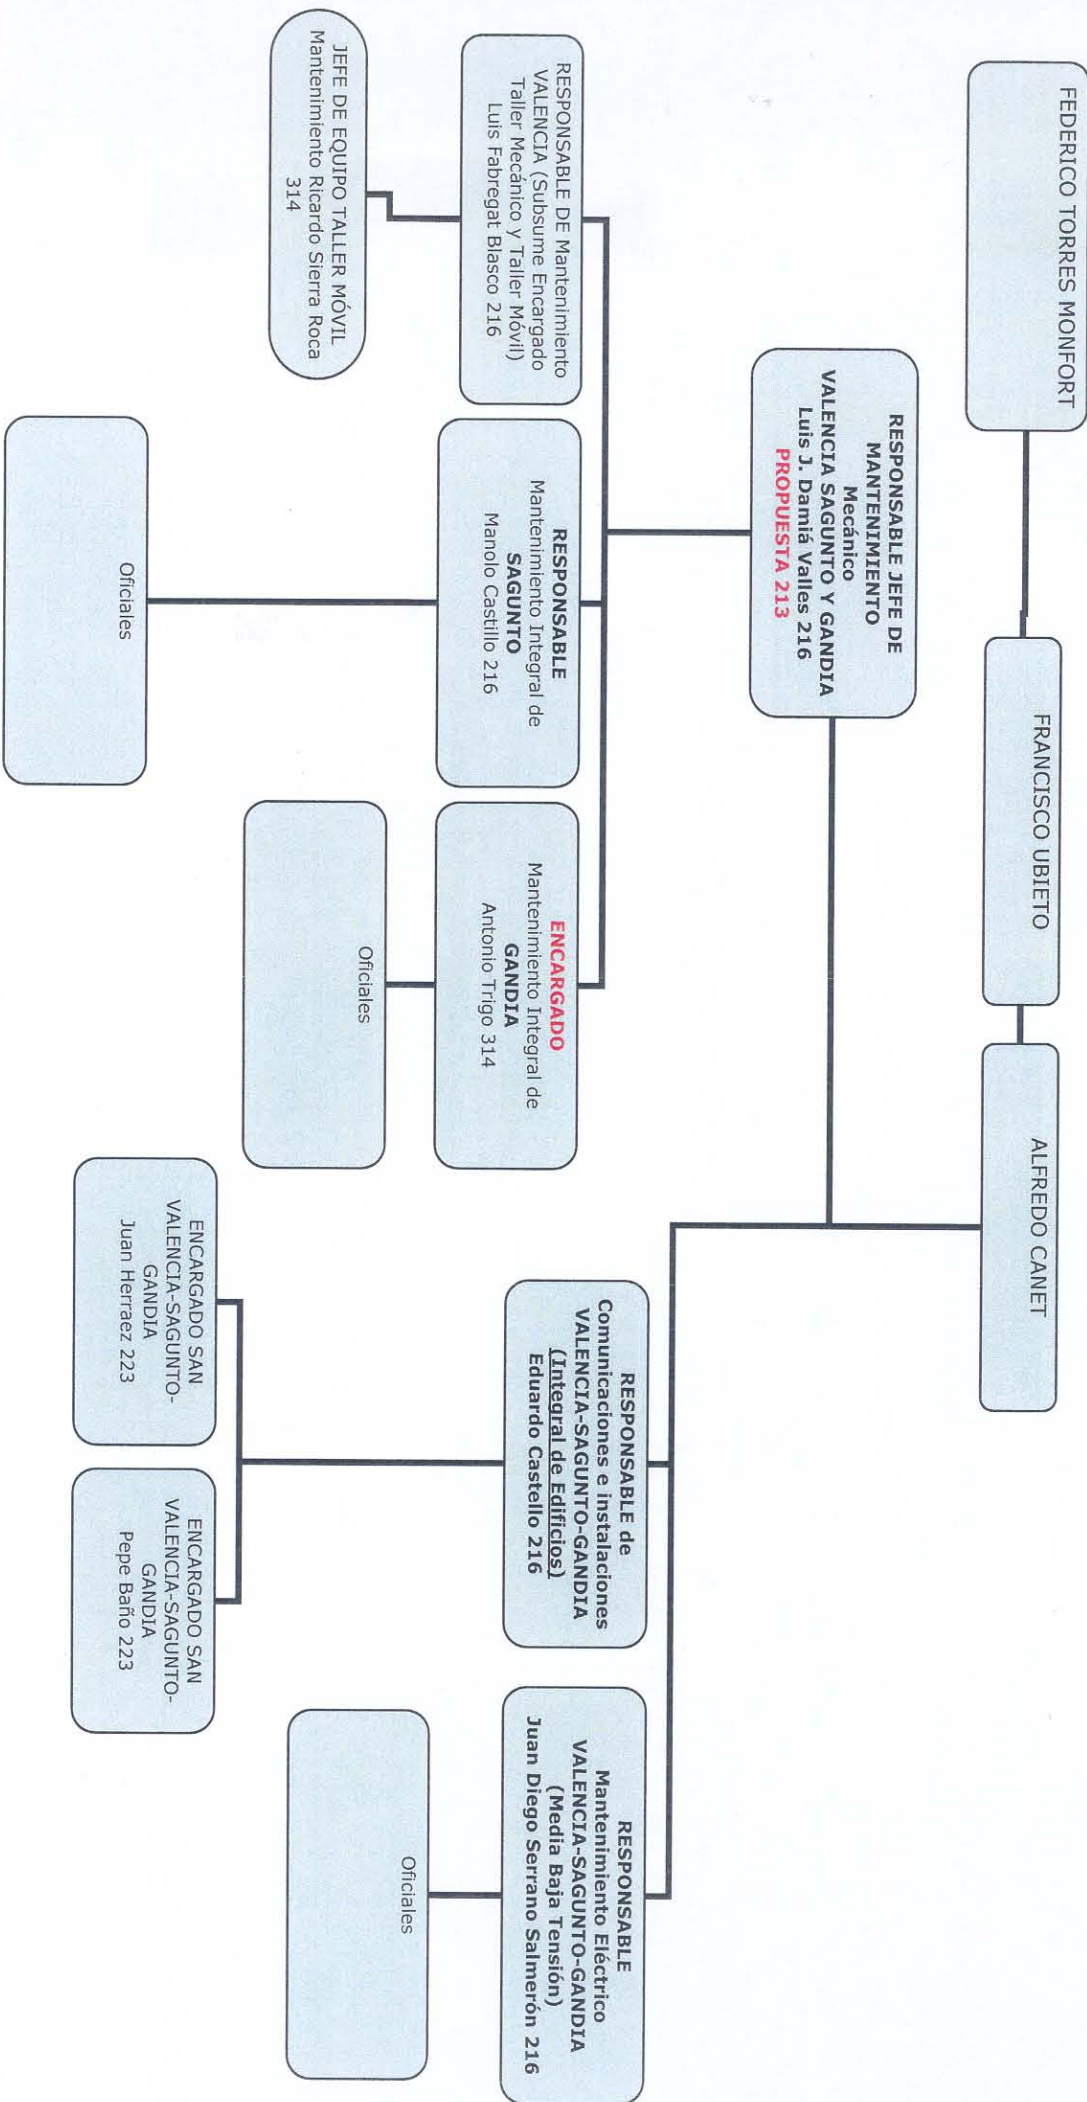 FEDERICO TORRES MONFORT
FRANCISCO UBIETO
ALFREDO CANET
RESPONSABLE JEFE DE
MANTENIMIENTO
Mecánico
VALENCIA SAGUNTO Y GANDIA
Luis J. Damiá Valles 216
PROPUESTA 213
RESPONSABLE DE Mantenimiento
VALENCIA (Subsume Encargado
Taller Mecánico y Taller Móvil)
Luis Fabregat Blasco 216
RESPONSABLE
Mantenimiento Integral de
SAGUNTO
Manolo Castillo 216
ENCARGADO
Mantenimiento Integral de
GANDIA
Antonio Trigo 314
RESPONSABLE de
Comunicaciones e instalaciones
VALENCIA-SAGUNTO-GANDIA
(Integral de Edificios)
Eduardo Castello 216
RESPONSABLE
Mantenimiento Eléctrico
VALENCIA-SAGUNTO-GANDIA
(Media Baja Tensión)
Juan Diego Serrano Salmerón 216
JEFE DE EQUIPO TALLER MÓVIL
Mantenimiento Ricardo Sierra Roca
314
Oficiales
Oficiales
ENCARGADO SAN
VALENCIA-SAGUNTO-
GANDIA
Juan Herraez 223
ENCARGADO SAN
VALENCIA-SAGUNTO-
GANDIA
Pepe Baño 223
Oficiales